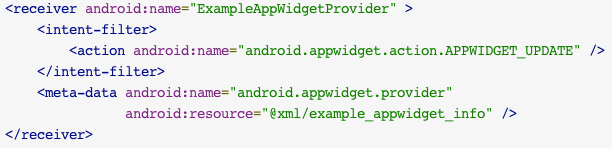 <receiver android:name="ExampleAppWidgetProvider" >
    <intent-filter>
        <action android:name="android.appwidget.action.APPWIDGET_UPDATE" />
    </intent-filter>
    <meta-data android:name="android.appwidget.provider"
               android:resource="@xml/example_appwidget_info" />
</receiver>